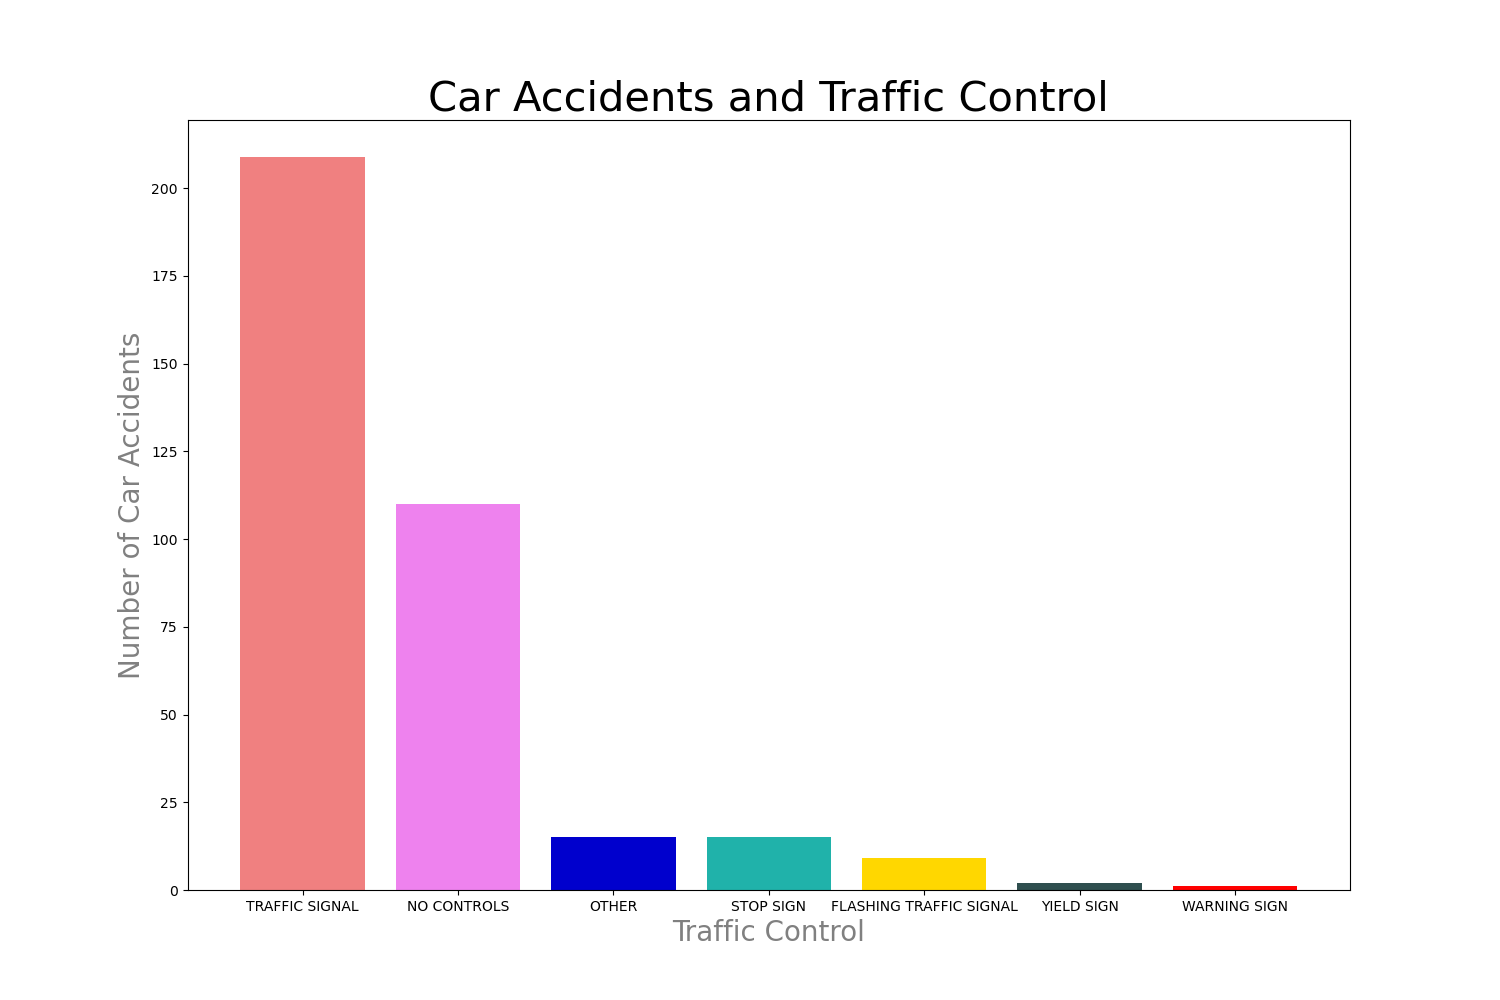 Car Accidents and Traffic Control
Number of Car Accidents
200
175
150
125
100
75
50
25
0
TRAFFIC SIGNAL NO CONTROLS OTHER STOP SIGN FLASHING TRAFFIC SIGNAL YIELD SIGN WARNING SIGN
Traffic Control